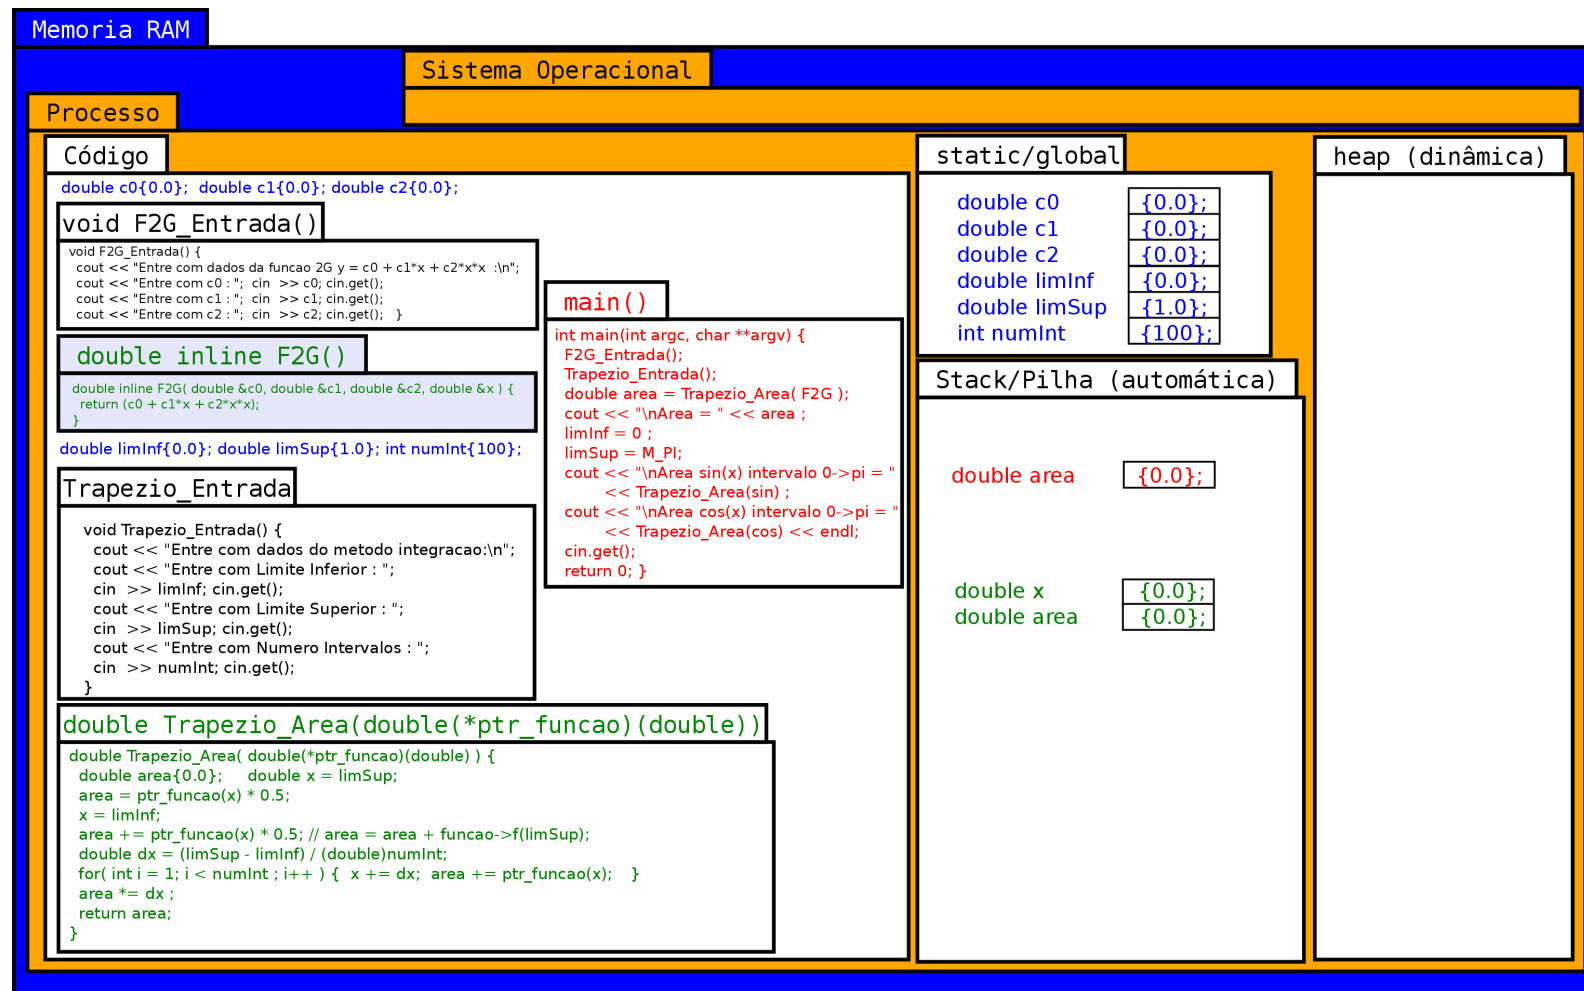 Memoria RAM
Sistema Operacional
Processo
Código
double c0{0.0};  double c1{0.0}; double c2{0.0};
void F2G_Entrada()
void F2G_Entrada() {
cout << "Entre com dados da funcao 2G y = c0 + c1*x + c2*x*x  :\n";
cout << "Entre com c0 : ";  cin  >> c0; cin.get();
cout << "Entre com c1 : ";  cin  >> c1; cin.get();
cout << "Entre com c2 : ";  cin  >> c2; cin.get();   }
double inline F2G()
double inline F2G( double &c0, double &c1, double &c2, double &x ) {
return (c0 + c1*x + c2*x*x);
}
double limInf{0.0}; double limSup{1.0}; int numInt{100};
Trapezio_Entrada
void Trapezio_Entrada() {
cout << "Entre com dados do metodo integracao:\n";
cout << "Entre com Limite Inferior : ";
cin  >> limInf; cin.get();
cout << "Entre com Limite Superior : ";
cin  >> limSup; cin.get();
cout << "Entre com Numero Intervalos : ";
cin  >> numInt; cin.get();
}
double Trapezio_Area(double(*ptr_funcao)(double))
double Trapezio_Area( double(*ptr_funcao)(double) ) {
double area{0.0};     double x = limSup;
area = ptr_funcao(x) * 0.5;
x = limInf;
area += ptr_funcao(x) * 0.5; // area = area + funcao->f(limSup);
double dx = (limSup - limInf) / (double)numInt;
for( int i = 1; i < numInt ; i++ ) {  x += dx;  area += ptr_funcao(x);    }
area *= dx ;
return area;
}
main()
int main(int argc, char **argv) {
F2G_Entrada();
Trapezio_Entrada();
double area = Trapezio_Area( F2G );
cout << "\nArea = " << area ;
limInf = 0 ;
limSup = M_PI;
cout << "\nArea sin(x) intervalo 0->pi = "
<< Trapezio_Area(sin) ;
cout << "\nArea cos(x) intervalo 0->pi = "
<< Trapezio_Area(cos) << endl;
cin.get();
return 0; }
static/global
double c0 {0.0};
double c1 {0.0};
double c2 {0.0};
double limInf {0.0};
double limSup {1.0};
int numInt {100};
Stack/Pilha (automática)
double area {0.0};
double x {0.0};
double area {0.0};
heap (dinâmica)